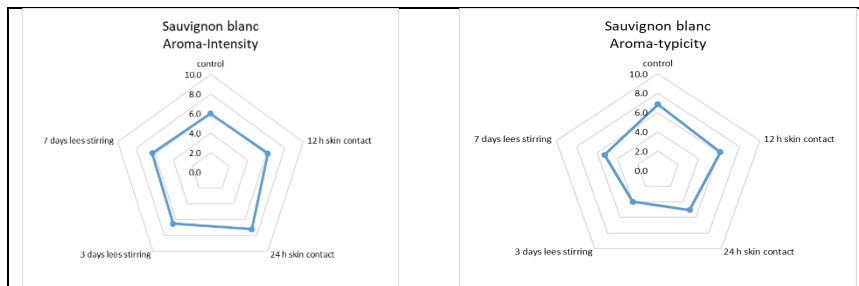 Sauvignon blanc
Aroma-Intensity
control
10.0
8.0
6.0
4.0
2.0
0.0
7 days lees stirring
12 h skin contact
3 days lees stirring
24 h skin contact
Sauvignon blanc
Aroma-typicity
control
10.0
8.0
6.0
4.0
2.0
0.0
7 days lees stirring
12 h skin contact
3 days lees stirring
24 h skin contact